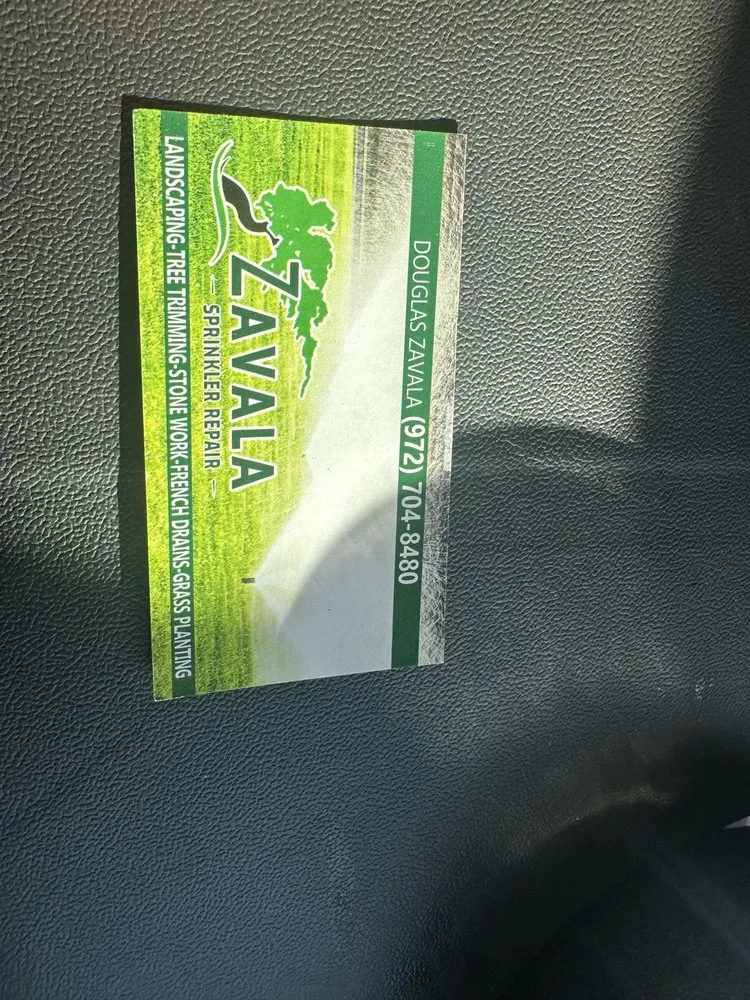 DOUGLAS ZAVALA (972) 704-8480
ZAVALA
SPRINKLER REPAIR
LANDSCAPING-TREE TRIMMING-STONE WORK-FRENCH DRAINS-GRASS PLANTING